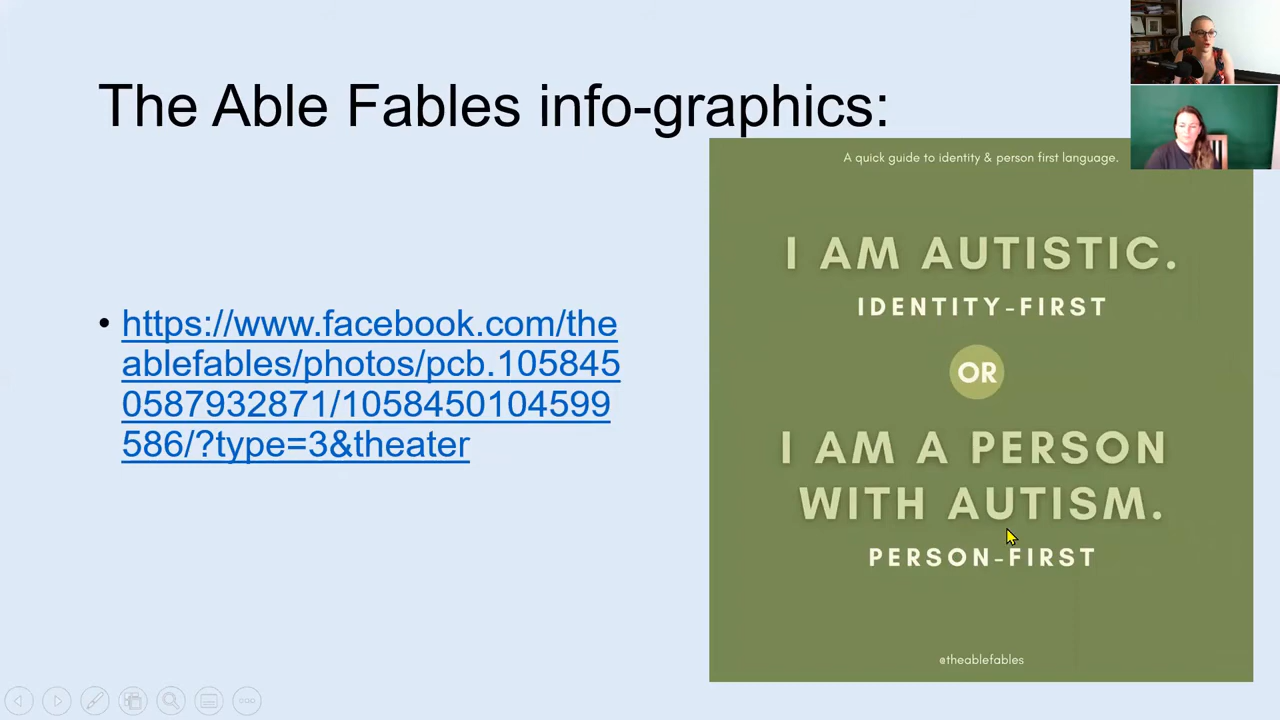 The Able Fables info-graphics:
• https://www.facebook.com/the
ablefables/photos/pcb.105845
0587932871/1058450104599
586/?type=3&theater
A quick guide to identity & person first language.
I AM AUTISTIC.
IDENTITY-FIRST
OR
I AM A PERSON
WITH AUTISM.
PERSON-FIRST
@theablefables